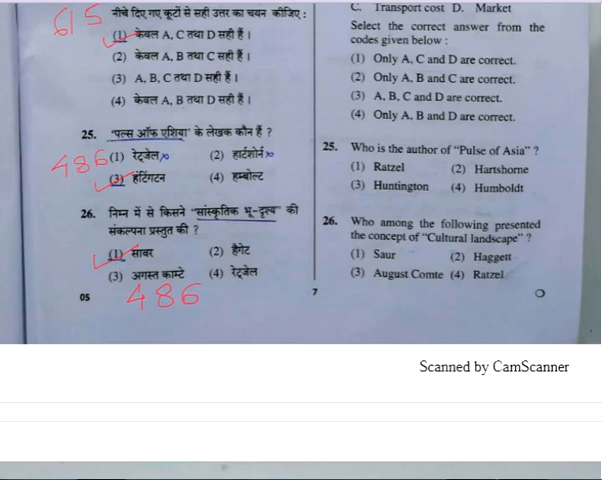 615
नीचे दिए गए कूटों से सही उत्तर का चयन कीजिए :
(1) केवल A, C तथा D सही हैं।
(2) केवल A, B तथा C सही हैं।
(3) A, B, C तथा D सही हैं।
(4) केवल A, B तथा D सही हैं।
25. 'पल्स ऑफ एशिया' के लेखक कौन हैं ?
486
(1) रेट्जेल (2) हार्टशोर्न
(3) हंटिंगटन (4) हम्बोल्ट
26. निम्न में से किसने "सांस्कृतिक भू-दृश्य" की
संकल्पना प्रस्तुत की ?
(1) सावर (2) हैगेट
(3) अगस्त काम्टे (4) रेट्जेल
05 486 7
C. Transport cost D. Market
Select the correct answer from the
codes given below :
(1) Only A, C and D are correct.
(2) Only A, B and C are correct.
(3) A, B, C and D are correct.
(4) Only A, B and D are correct.
25. Who is the author of "Pulse of Asia" ?
(1) Ratzel (2) Hartshorne
(3) Huntington (4) Humboldt
26. Who among the following presented
the concept of "Cultural landscape" ?
(1) Saur (2) Haggett
(3) August Comte (4) Ratzel
Scanned by CamScanner